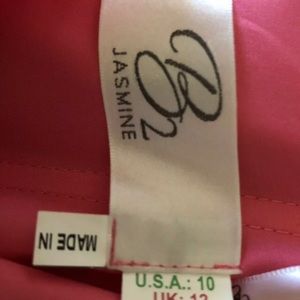 B2
JASMINE
MADE IN
U.S.A.: 10
UK: 12